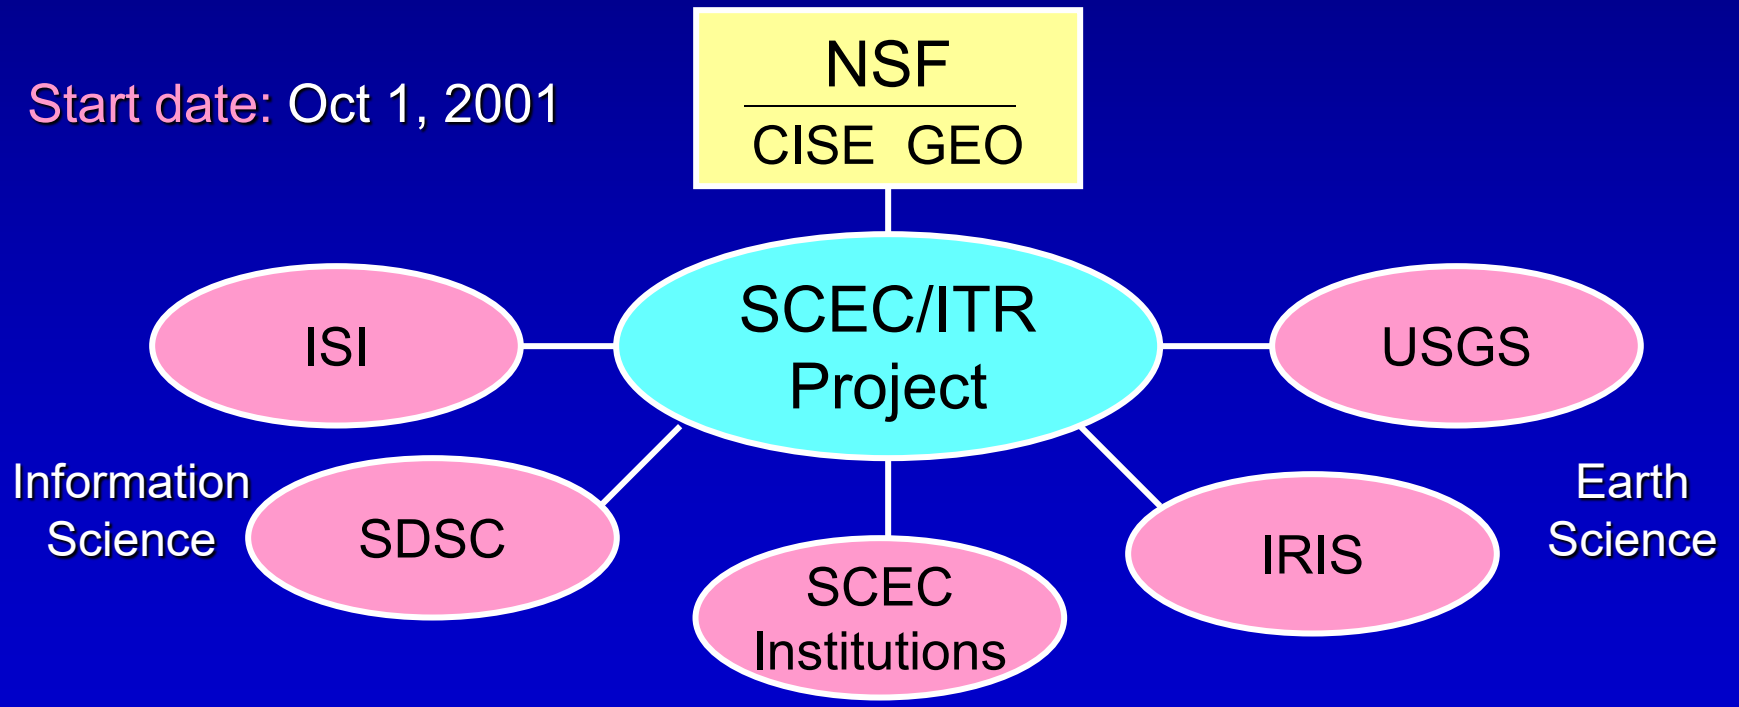 NSF
Start date: Oct 1, 2001
CISE GEO
SCEC/ITR
Project
ISI
USGS
Information
Science
Earth
Science
SDSC
IRIS
SCEC
Institutions